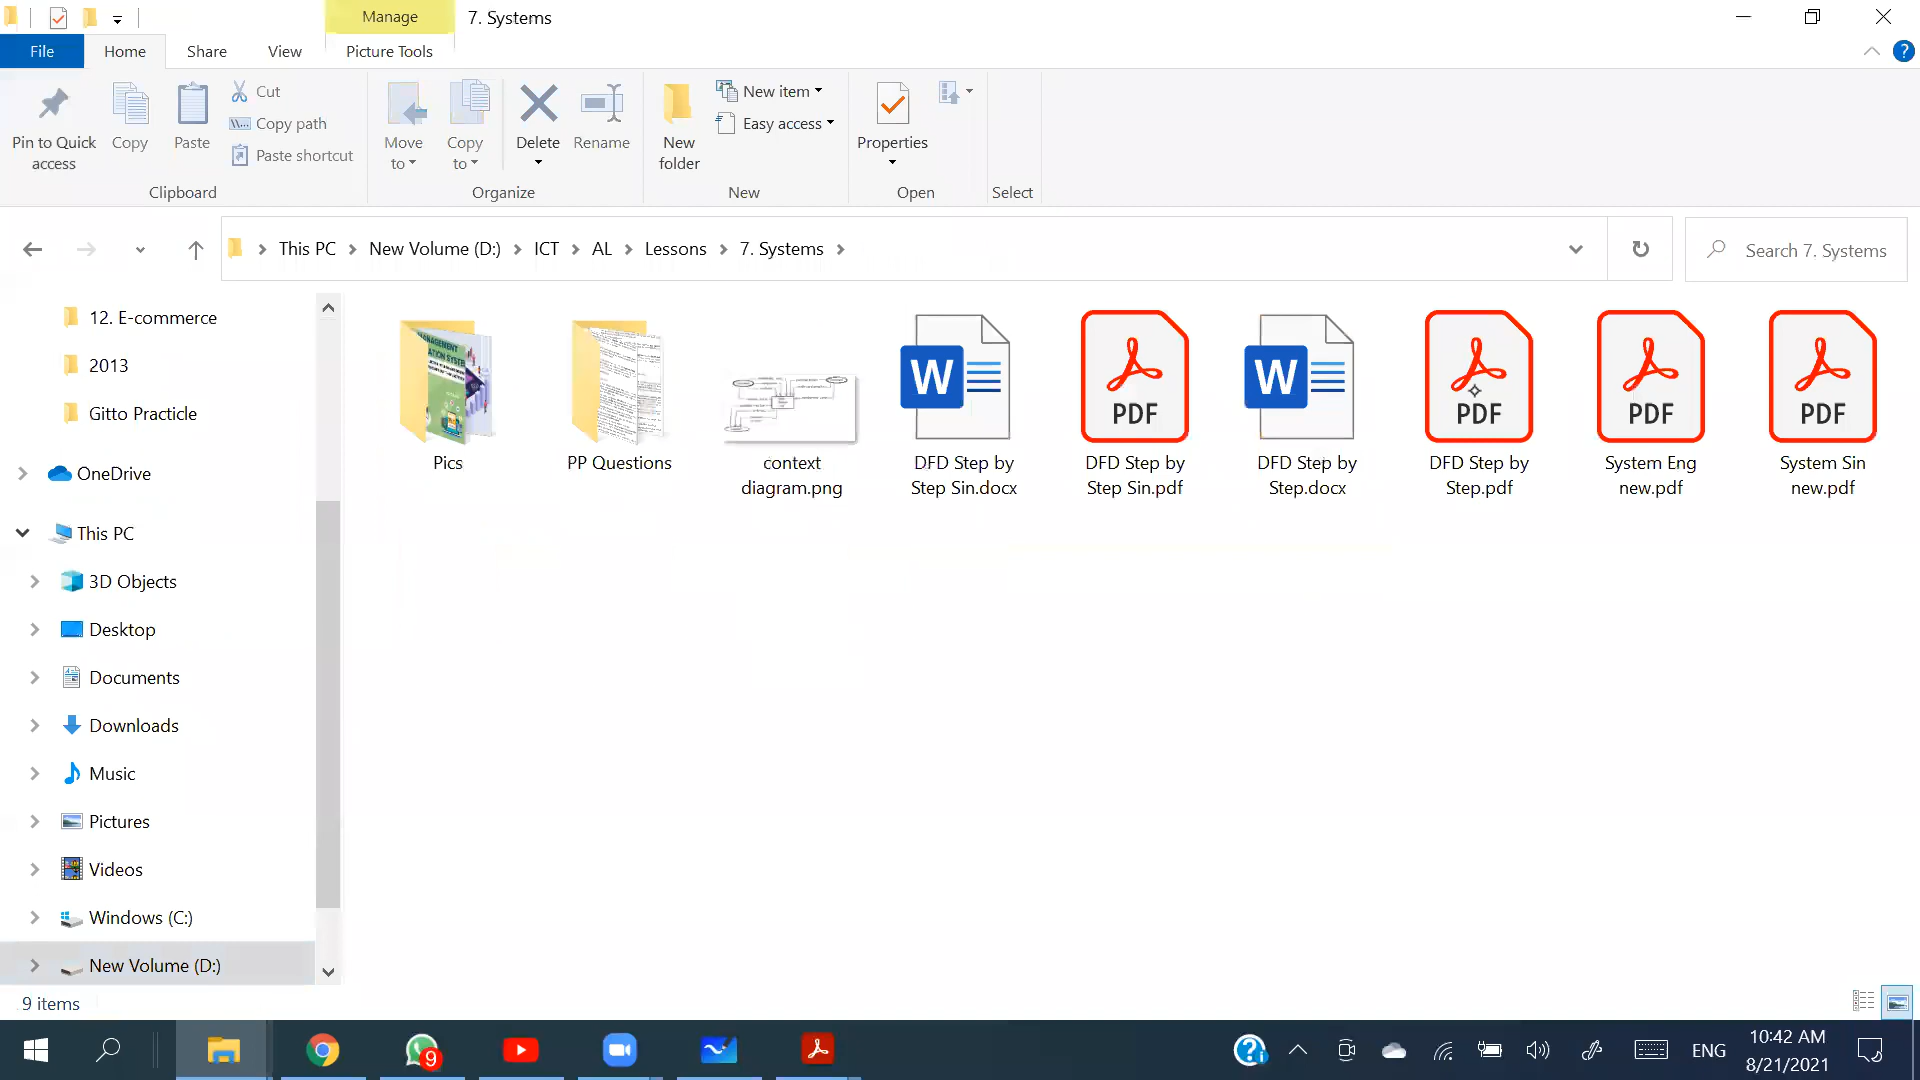 Manage
7. Systems
File
Home
Share
View
Picture Tools
?
Pin to Quick
access
Copy
Paste
Cut
Copy path
Paste shortcut
Clipboard
Move
to
Copy
to
Delete
Rename
Organize
New
folder
New item
Easy access
New
Properties
Open
Select
This PC
New Volume (D:)
ICT
AL
Lessons
7. Systems
Search 7. Systems
12. E-commerce
2013
Gitto Practicle
OneDrive
This PC
3D Objects
Desktop
Documents
Downloads
Music
Pictures
Videos
Windows (C:)
New Volume (D:)
Pics
PP Questions
context
diagram.png
W
DFD Step by
Step Sin.docx
PDF
DFD Step by
Step Sin.pdf
W
DFD Step by
Step.docx
PDF
DFD Step by
Step.pdf
PDF
System Eng
new.pdf
PDF
System Sin
new.pdf
9 items
9
?
ENG
10:42 AM
8/21/2021